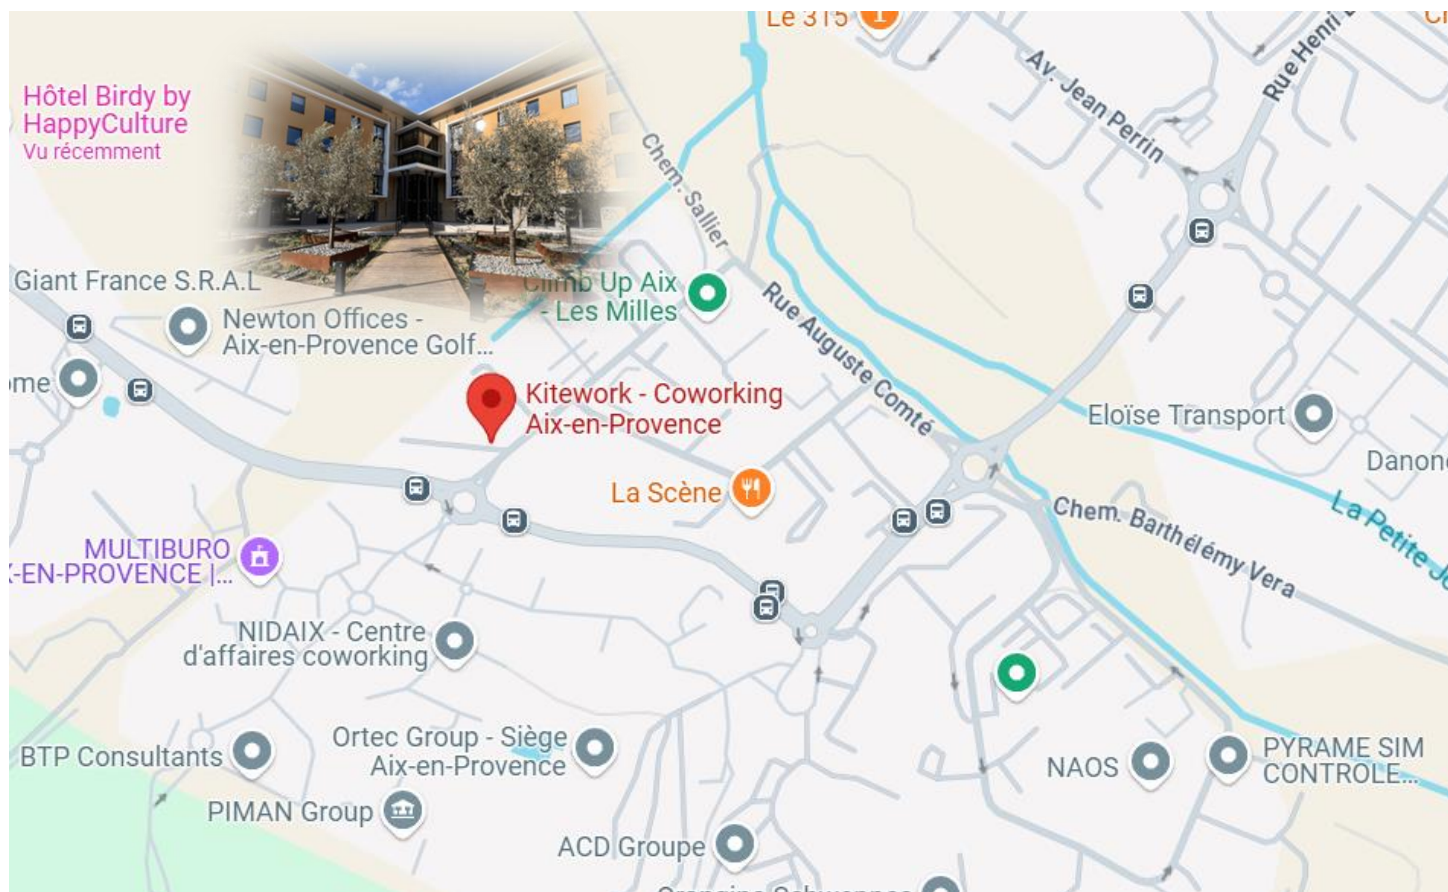 Le 315
Rue Henri
Av. Jean Perrin
Hôtel Birdy by
HappyCulture
Vu récemment
Chem. Sallier
Giant France S.R.A.L
Climb Up Aix
- Les Milles
Newton Offices -
Aix-en-Provence Golf...
Rue Auguste Comté
ome
Kitework - Coworking
Aix-en-Provence
Eloïse Transport
Danone
La Scène
La Petite Jo
Chem. Barthélémy Vera
MULTIBURO
X-EN-PROVENCE |...
NIDAIX - Centre
d'affaires coworking
Ortec Group - Siège
Aix-en-Provence
BTP Consultants
NAOS
PYRAME SIM
CONTROLE...
PIMAN Group
ACD Groupe